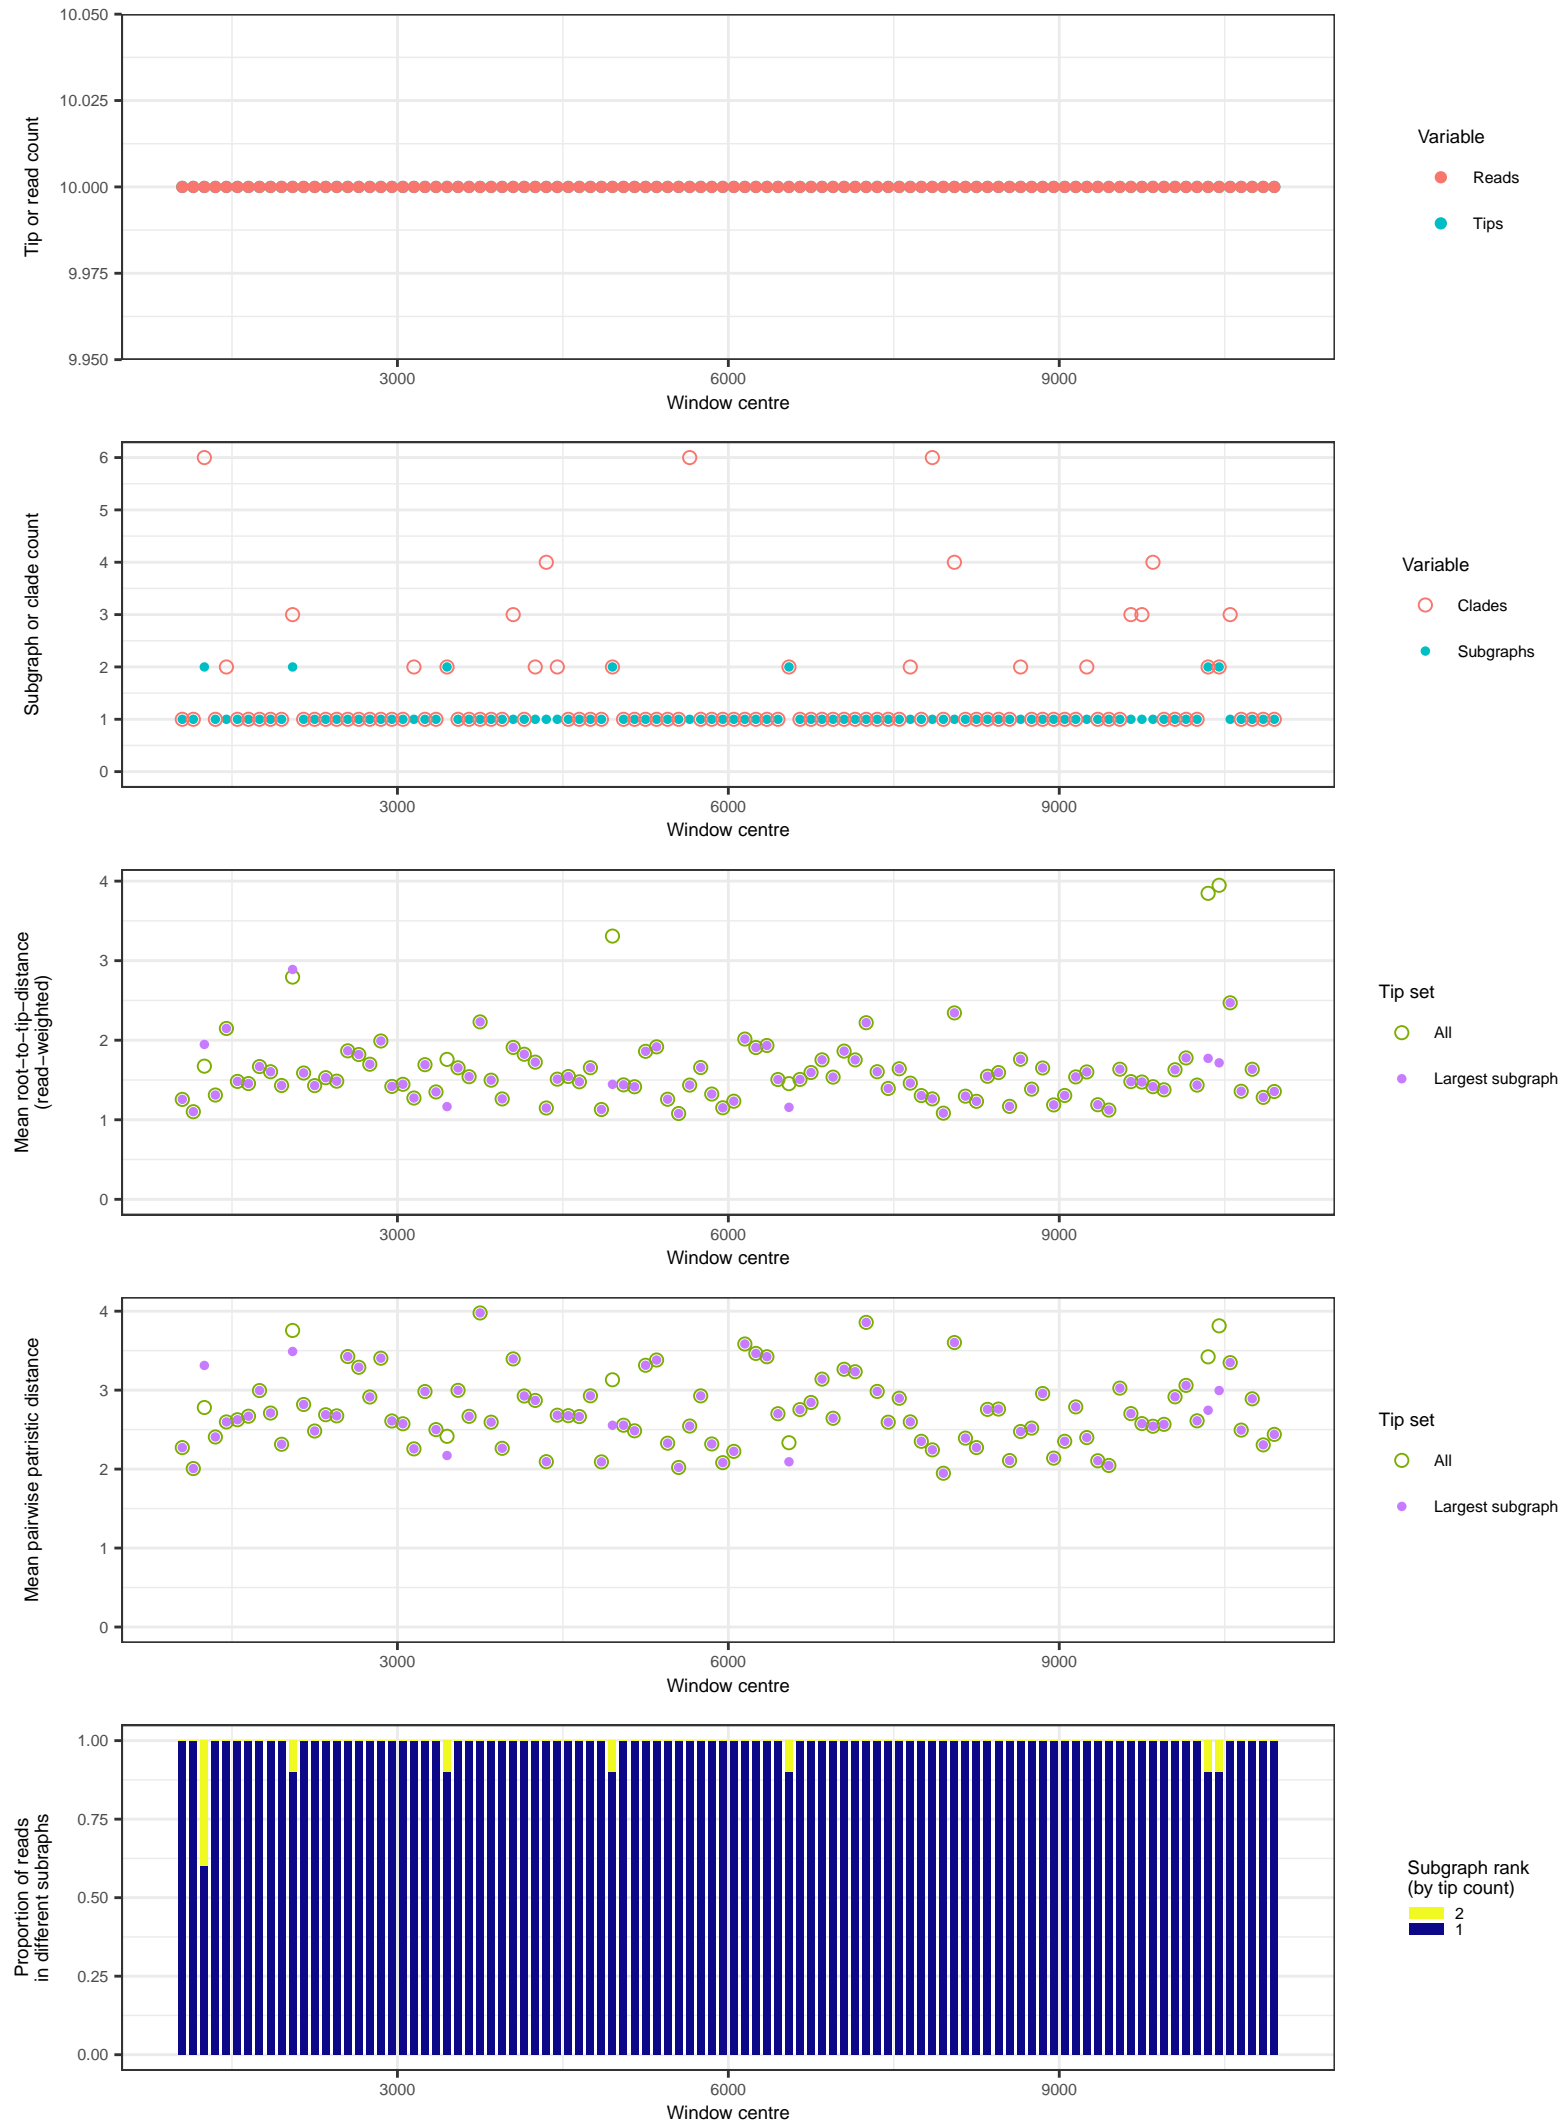 10.050
10.025
10.000
9.975
9.950
Tip or read count
3000
6000
9000
Window centre
Variable
Reads
Tips
6
5
4
3
2
1
0
Subgraph or clade count
3000
6000
9000
Window centre
Variable
Clades
Subgraphs
4
3
2
1
0
Mean root−to−tip−distance
(read−weighted)
3000
6000
9000
Window centre
Tip set
All
Largest subgraph
4
3
2
1
0
Mean pairwise patristic distance
3000
6000
9000
Window centre
Tip set
All
Largest subgraph
1.00
0.75
0.50
0.25
0.00
Proportion of reads
in different subraphs
3000
6000
9000
Window centre
Subgraph rank
(by tip count)
2
1